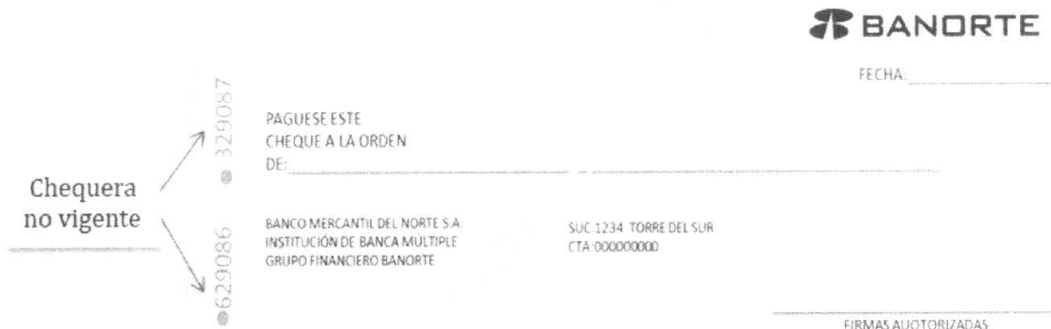 BANORTE
FECHA:
329087
PAGUESE ESTE
CHEQUE A LA ORDEN
DE:
Chequera
no vigente
629086
BANCO MERCANTIL DEL NORTE S.A.
INSTITUCIÓN DE BANCA MÚLTIPLE
GRUPO FINANCIERO BANORTE
SUC.1234 TORRE DEL SUR
CTA:000000000
FIRMAS AUOTORIZADAS